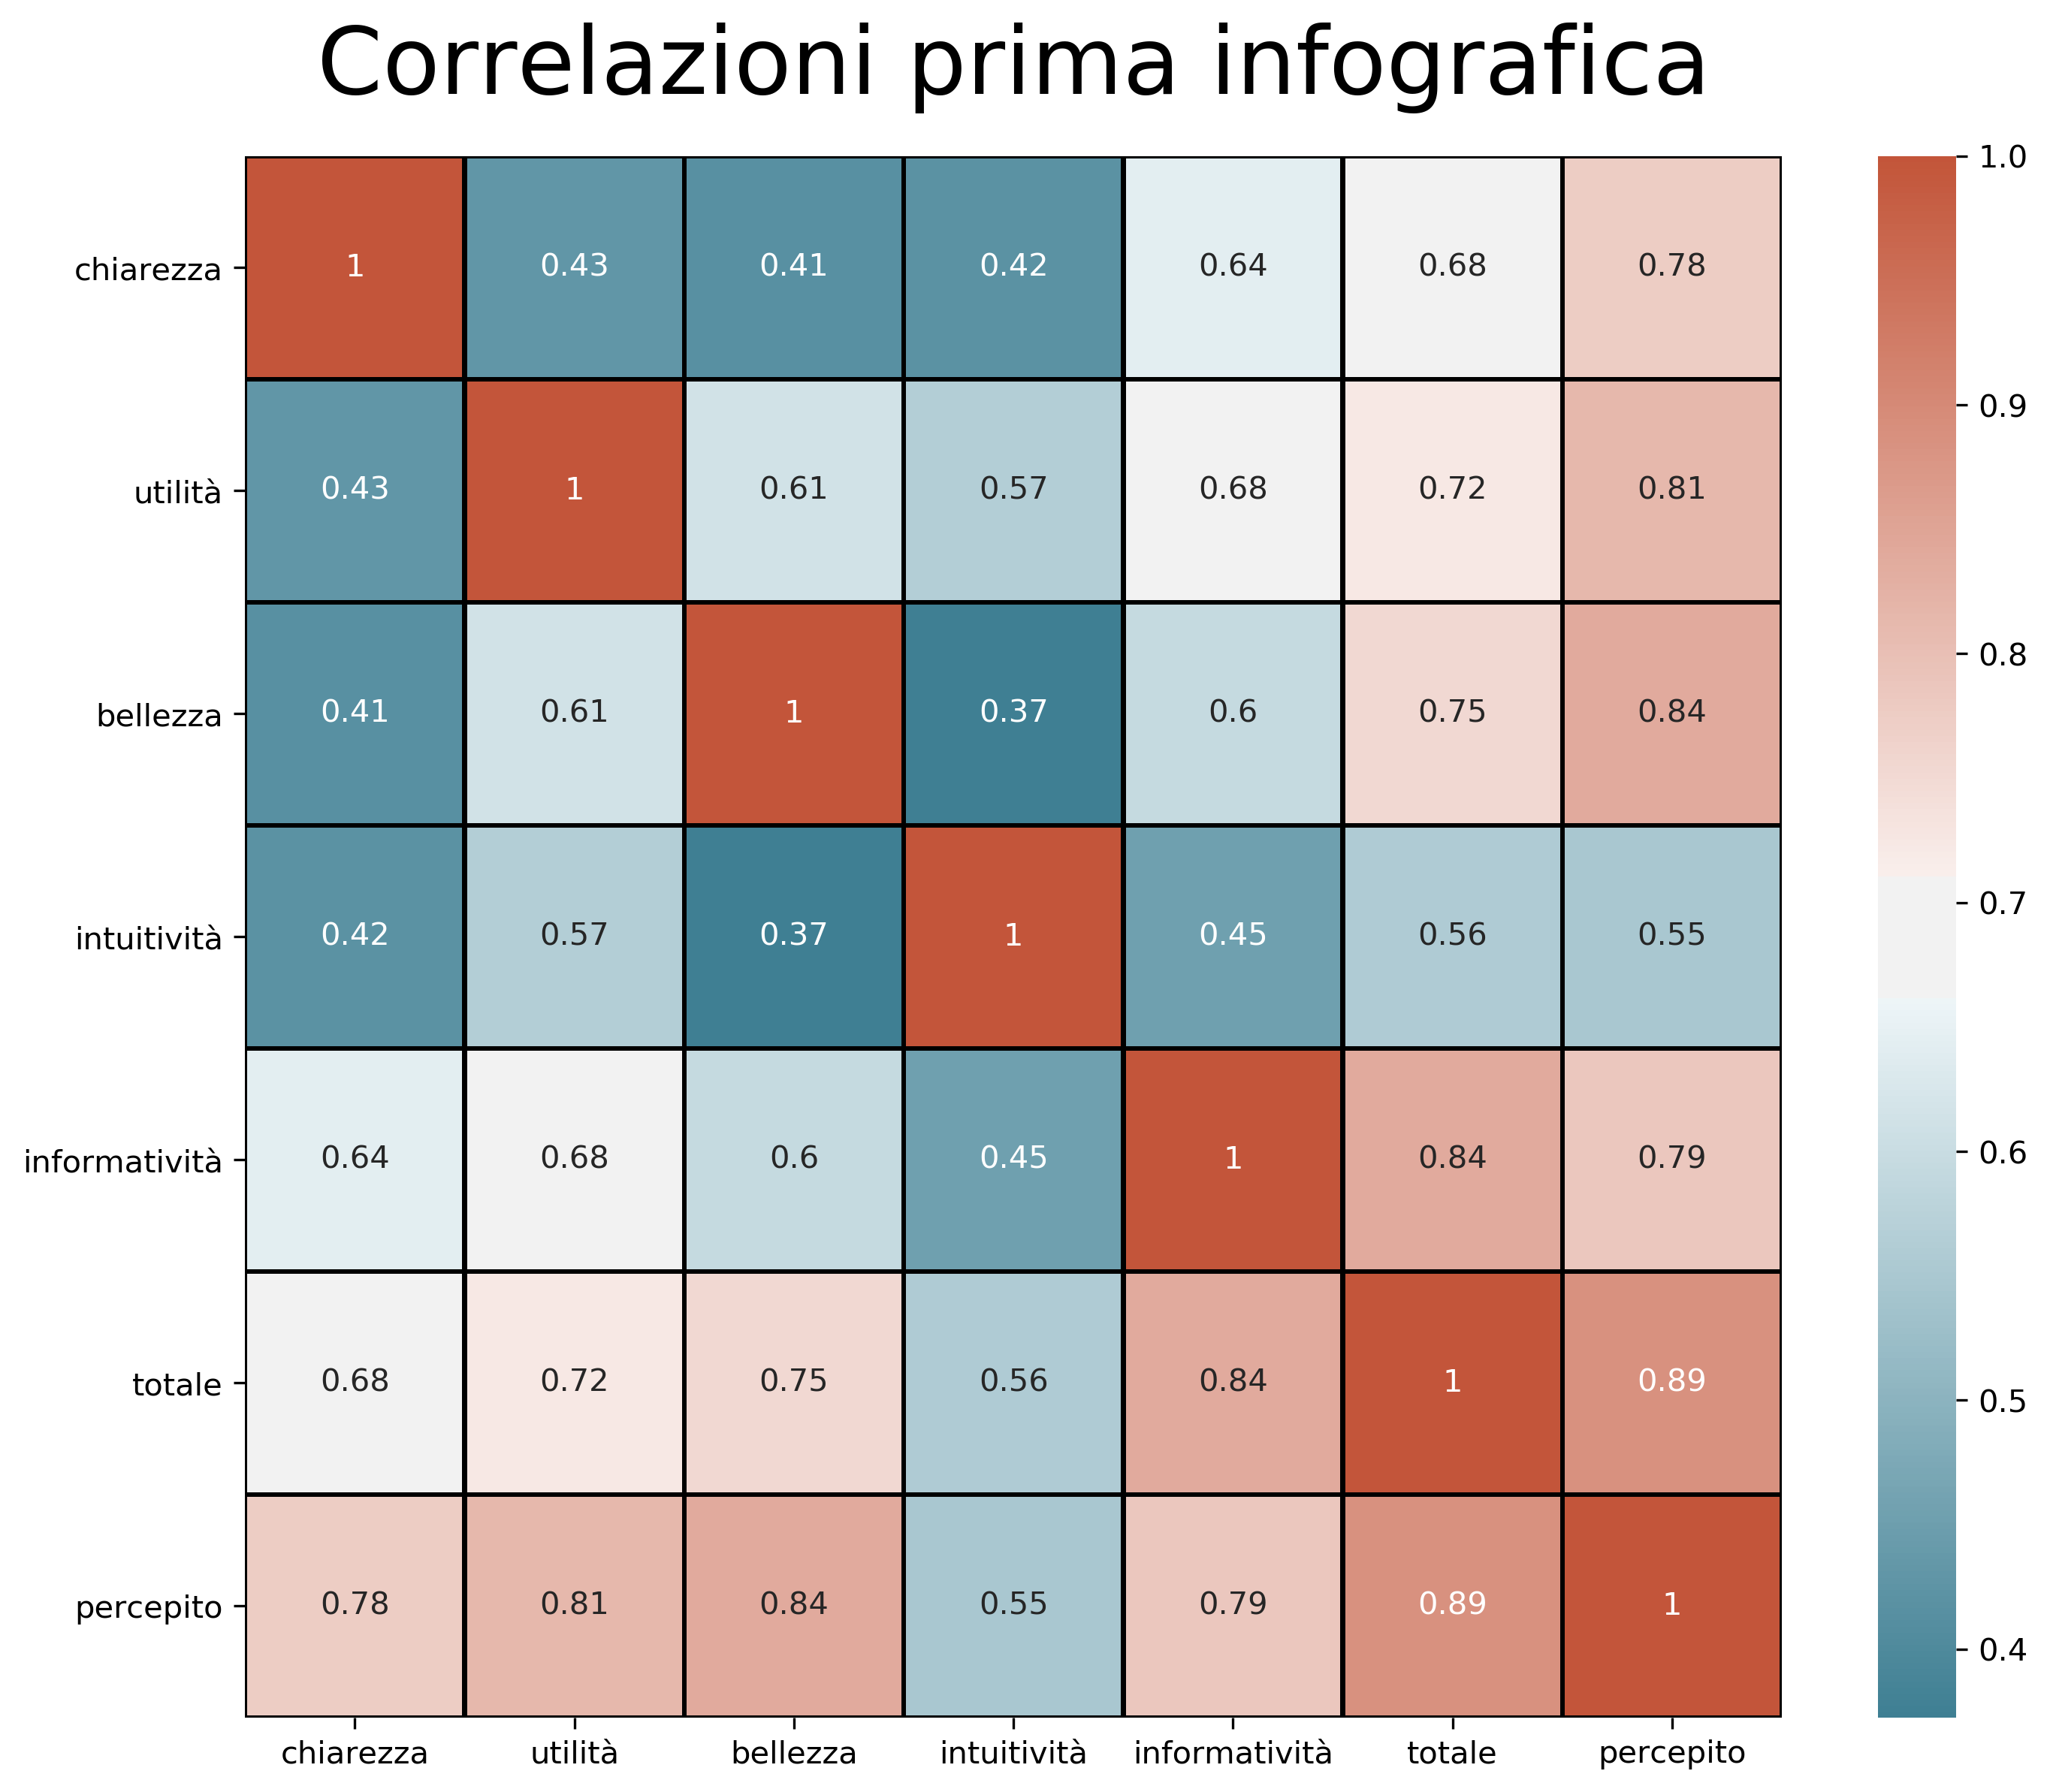 Correlazioni prima infografica
chiarezza 1 0.43 0.41 0.42 0.64 0.68 0.78
utilità 0.43 1 0.61 0.57 0.68 0.72 0.81
bellezza 0.41 0.61 1 0.37 0.6 0.75 0.84
intuitività 0.42 0.57 0.37 1 0.45 0.56 0.55
informatività 0.64 0.68 0.6 0.45 1 0.84 0.79
totale 0.68 0.72 0.75 0.56 0.84 1 0.89
percepito 0.78 0.81 0.84 0.55 0.79 0.89 1
chiarezza utilità bellezza intuitività informatività totale percepito
1.0
0.9
0.8
0.7
0.6
0.5
0.4